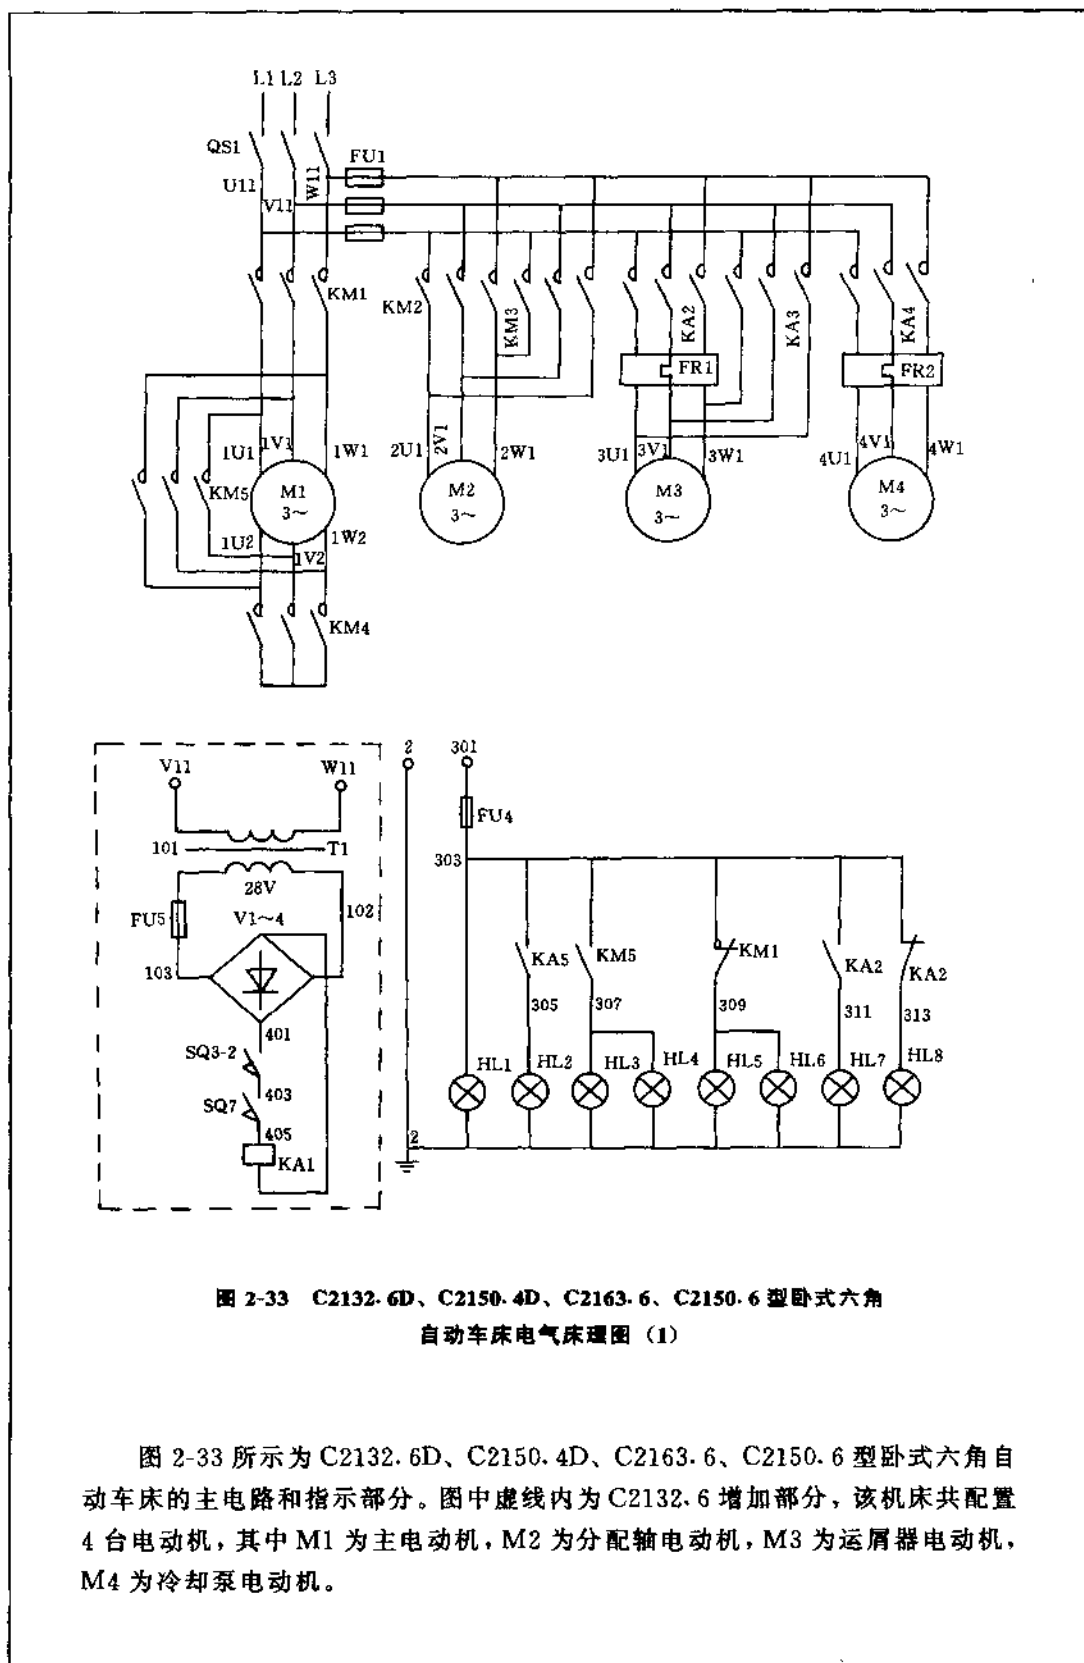 L1 L2 L3
QS1
FU1
U11
V11
W11
KM1
KM2
KM3
KA2
KA3
KA4
FR1
FR2
1U1
1V1
1W1
2U1
2V1
2W1
3U1
3V1
3W1
4U1
4V1
4W1
KM5
M1
3～
M2
3～
M3
3～
M4
3～
1U2
1V2
1W2
KM4
V11
W11
2
301
FU4
101
T1
303
28V
FU5
V1～4
102
103
KA5
KM5
KM1
KA2
KA2
305
307
309
311
313
401
SQ3-2
403
SQ7
405
KA1
HL1
HL2
HL3
HL4
HL5
HL6
HL7
HL8
2
图 2-33 C2132.6D、C2150.4D、C2163.6、C2150.6 型卧式六角
自动车床电气床理图（1）
图 2-33 所示为 C2132.6D、C2150.4D、C2163.6、C2150.6 型卧式六角自
动车床的主电路和指示部分。图中虚线内为 C2132.6 增加部分，该机床共配置
4 台电动机，其中 M1 为主电动机，M2 为分配轴电动机，M3 为运屑器电动机，
M4 为冷却泵电动机。